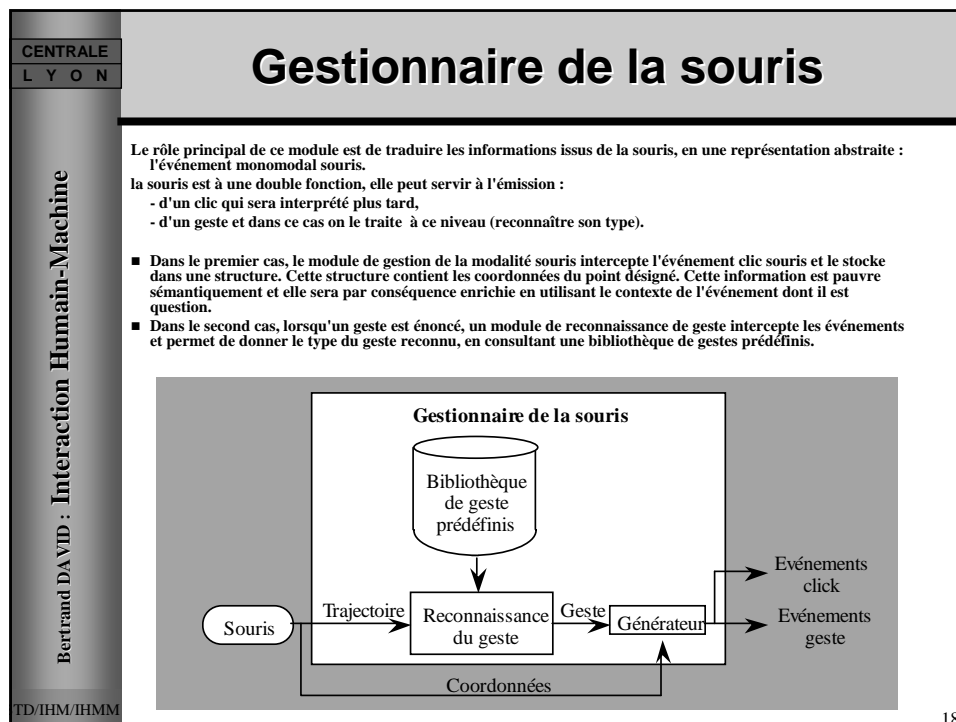 CENTRALE
L Y O N
Gestionnaire de la souris
Bertrand DAVID : Interaction Humain-Machine
Le rôle principal de ce module est de traduire les informations issus de la souris, en une représentation abstraite :
l'événement monomodal souris.
la souris est à une double fonction, elle peut servir à l'émission :
- d'un clic qui sera interprété plus tard,
- d'un geste et dans ce cas on le traite à ce niveau (reconnaître son type).
■ Dans le premier cas, le module de gestion de la modalité souris intercepte l'événement clic souris et le stocke
dans une structure. Cette structure contient les coordonnées du point désigné. Cette information est pauvre
sémantiquement et elle sera par conséquence enrichie en utilisant le contexte de l'événement dont il est
question.
■ Dans le second cas, lorsqu'un geste est énoncé, un module de reconnaissance de geste intercepte les événements
et permet de donner le type du geste reconnu, en consultant une bibliothèque de gestes prédéfinis.
Gestionnaire de la souris
Bibliothèque
de geste
prédéfinis
Souris
Trajectoire
Reconnaissance
du geste
Geste
Générateur
Evénements
click
Evénements
geste
Coordonnées
TD/IHM/IHMM
18